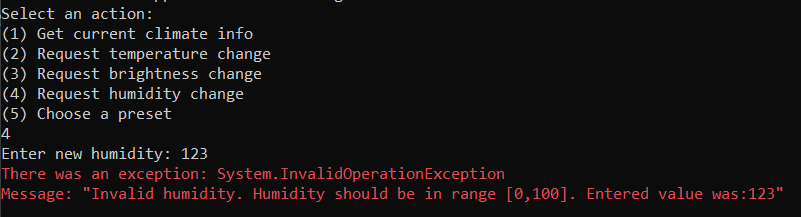 Select an action:
(1) Get current climate info
(2) Request temperature change
(3) Request brightness change
(4) Request humidity change
(5) Choose a preset
4
Enter new humidity: 123
There was an exception: System.InvalidOperationException
Message: "Invalid humidity. Humidity should be in range [0,100]. Entered value was:123"